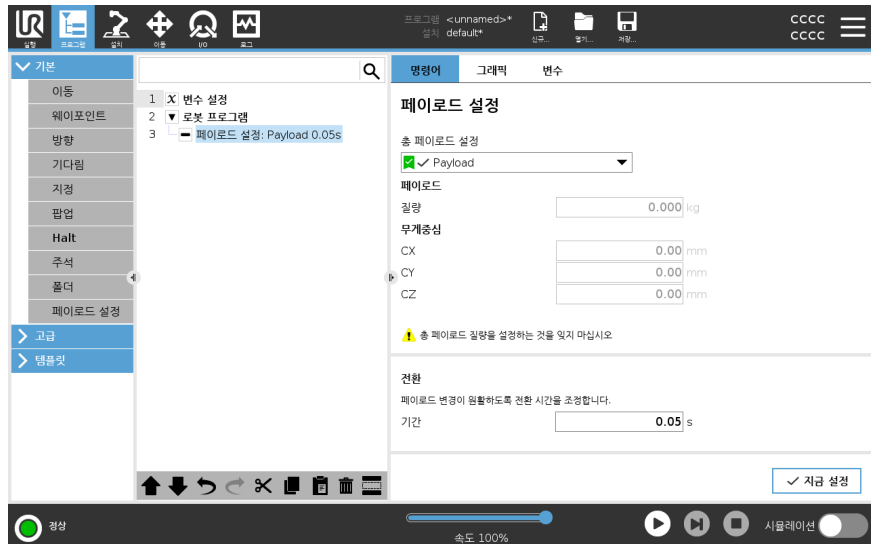 프로그램 <unnamed>*
설치 default*
cccc
cccc
실행
프로그램
설치
이동
I/O
로그
신규...
열기...
저장...
기본
이동
웨이포인트
방향
기다림
지정
팝업
Halt
주석
폴더
페이로드 설정
고급
템플릿
1 X 변수 설정
2 로봇 프로그램
3 페이로드 설정: Payload 0.05s
명령어 그래픽 변수
페이로드 설정
총 페이로드 설정
Payload
페이로드
질량 0.000 kg
무게중심
CX 0.00 mm
CY 0.00 mm
CZ 0.00 mm
총 페이로드 질량을 설정하는 것을 잊지 마십시오
전환
페이로드 변경이 원활하도록 전환 시간을 조정합니다.
기간 0.05 s
지금 설정
정상
속도 100%
시뮬레이션